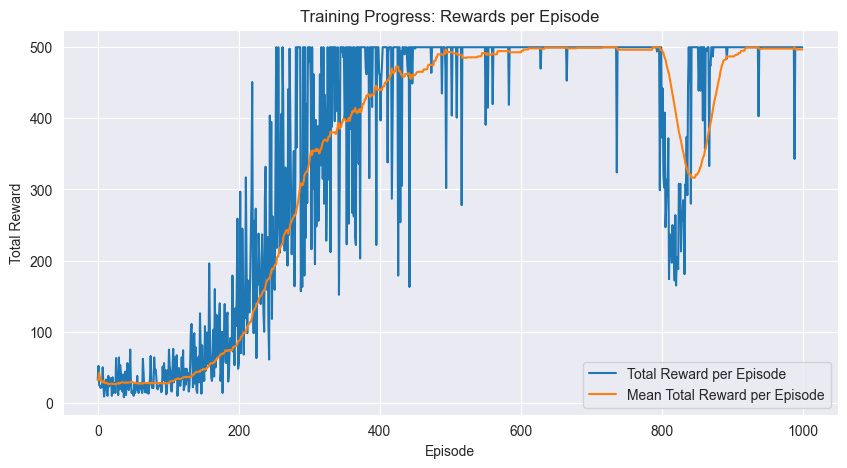 Training Progress: Rewards per Episode
Total Reward
500
400
300
200
100
0
0 200 400 600 800 1000
Episode
Total Reward per Episode
Mean Total Reward per Episode